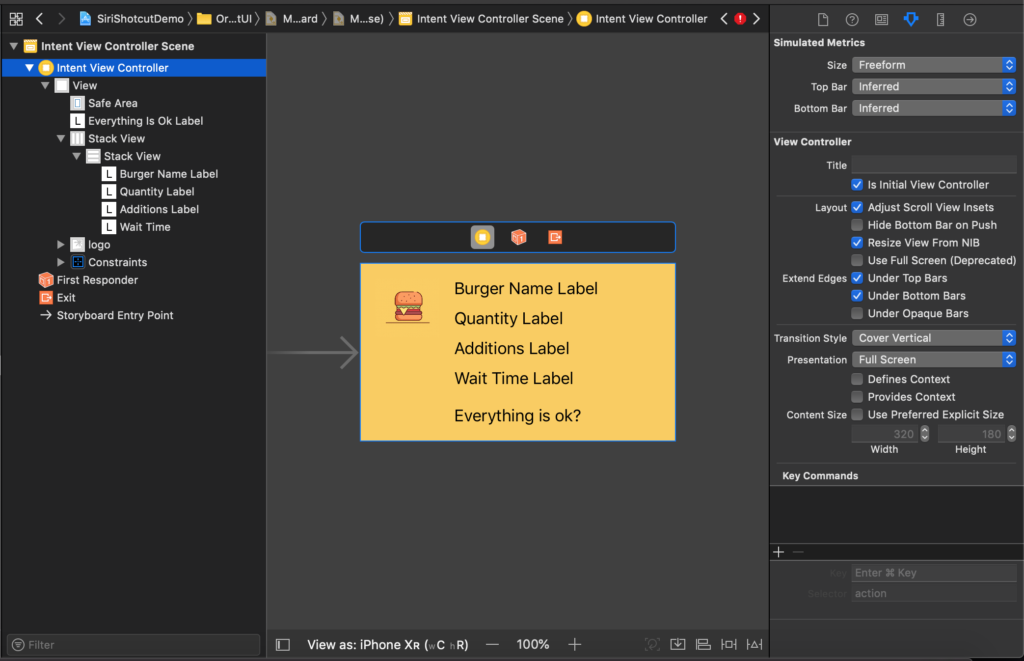 SiriShotcutDemo
Or...tUI
M...ard
M...se)
Intent View Controller Scene
Intent View Controller
Intent View Controller Scene
Intent View Controller
View
Safe Area
L Everything Is Ok Label
Stack View
Stack View
L Burger Name Label
L Quantity Label
L Additions Label
L Wait Time
logo
Constraints
First Responder
Exit
Storyboard Entry Point
Filter
Burger Name Label
Quantity Label
Additions Label
Wait Time Label
Everything is ok?
View as: iPhone XR (wC hR)
100%
Simulated Metrics
Size Freeform
Top Bar Inferred
Bottom Bar Inferred
View Controller
Title
Is Initial View Controller
Layout Adjust Scroll View Insets
Hide Bottom Bar on Push
Resize View From NIB
Use Full Screen (Deprecated)
Extend Edges Under Top Bars
Under Bottom Bars
Under Opaque Bars
Transition Style Cover Vertical
Presentation Full Screen
Defines Context
Provides Context
Content Size Use Preferred Explicit Size
320 180
Width Height
Key Commands
Key Enter ⌘ Key
Selector action